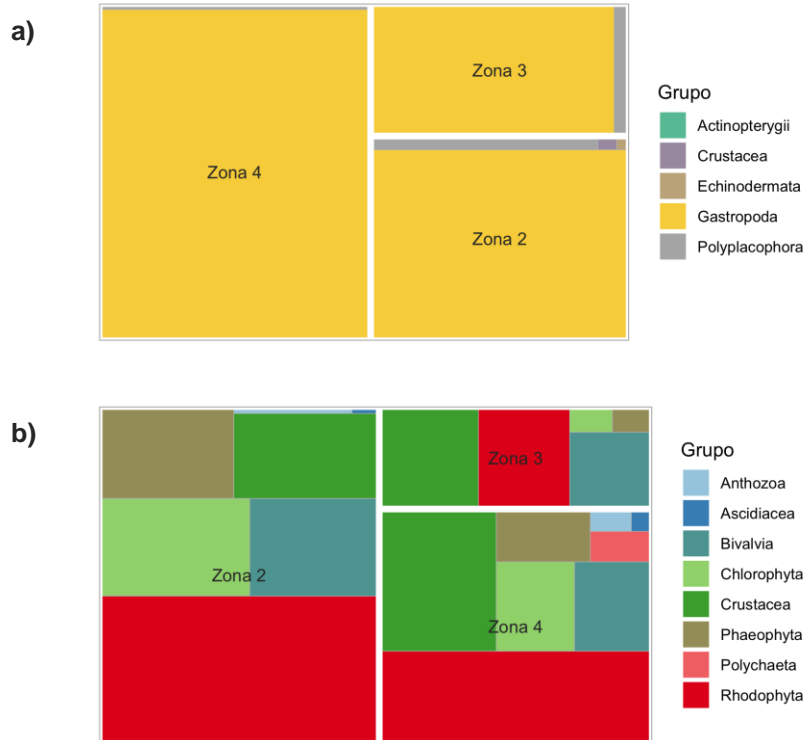 a)
Zona 4
Zona 3
Zona 2
Grupo
Actinopterygii
Crustacea
Echinodermata
Gastropoda
Polyplacophora
b)
Zona 2
Zona 3
Zona 4
Grupo
Anthozoa
Ascidiacea
Bivalvia
Chlorophyta
Crustacea
Phaeophyta
Polychaeta
Rhodophyta